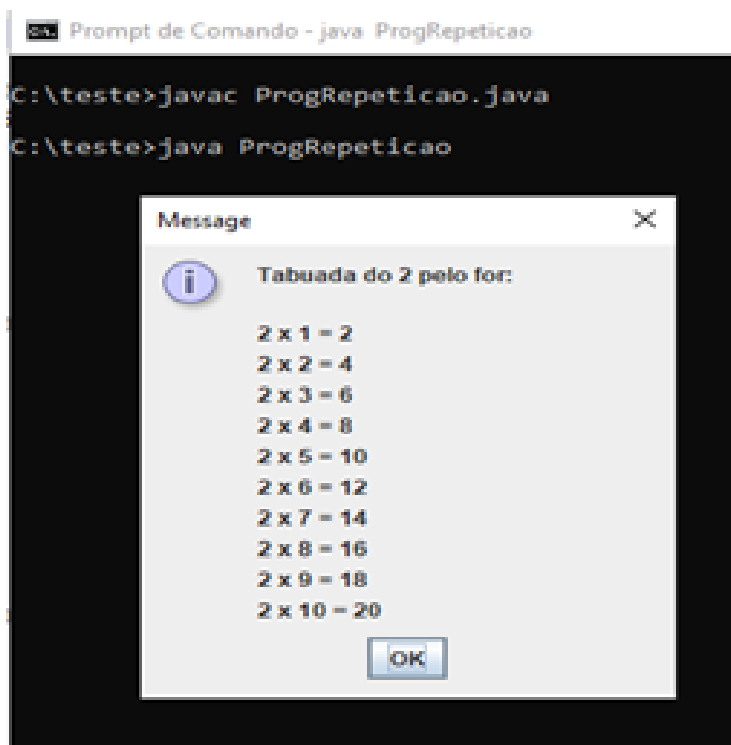 Prompt de Comando - java ProgRepeticao
C:\teste>javac ProgRepeticao.java
C:\teste>java ProgRepeticao
Message
Tabuada do 2 pelo for:
2 x 1 = 2
2 x 2 = 4
2 x 3 = 6
2 x 4 = 8
2 x 5 = 10
2 x 6 = 12
2 x 7 = 14
2 x 8 = 16
2 x 9 = 18
2 x 10 = 20
OK